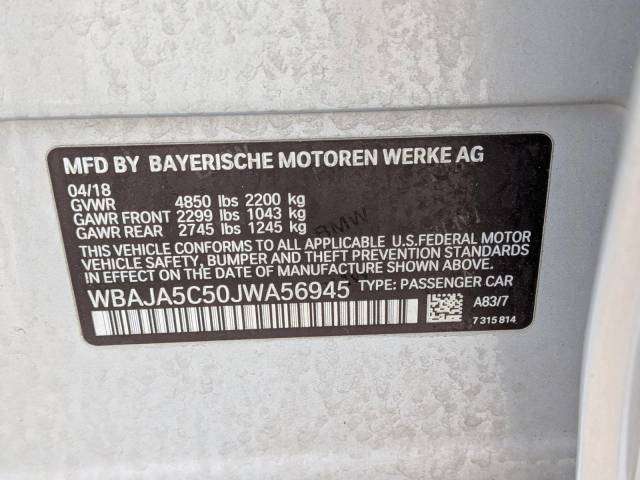 MFD BY BAYERISCHE MOTOREN WERKE AG
04/18
GVWR 4850 lbs 2200 kg
GAWR FRONT 2299 lbs 1043 kg
GAWR REAR 2745 lbs 1245 kg
THIS VEHICLE CONFORMS TO ALL APPLICABLE U.S.FEDERAL MOTOR
VEHICLE SAFETY, BUMPER AND THEFT PREVENTION STANDARDS
IN EFFECT ON THE DATE OF MANUFACTURE SHOWN ABOVE.
WBAJA5C50JWA56945 TYPE: PASSENGER CAR
A83/7
7 315 814
BMW